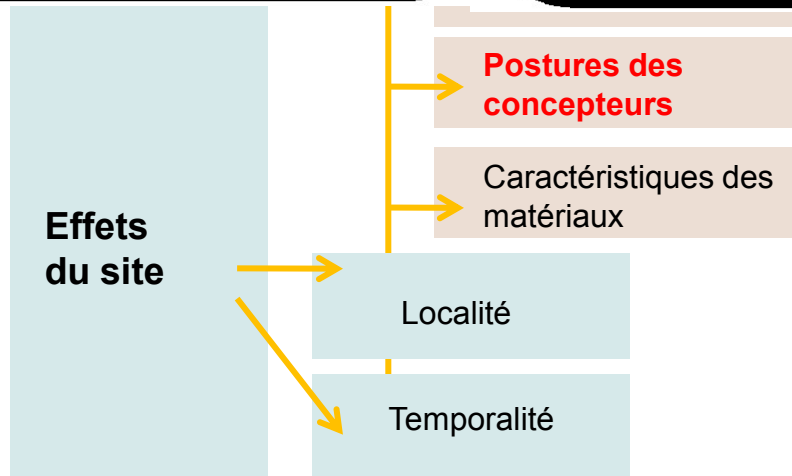 Postures des
concepteurs
Caractéristiques des
matériaux
Effets
du site
Localité
Temporalité